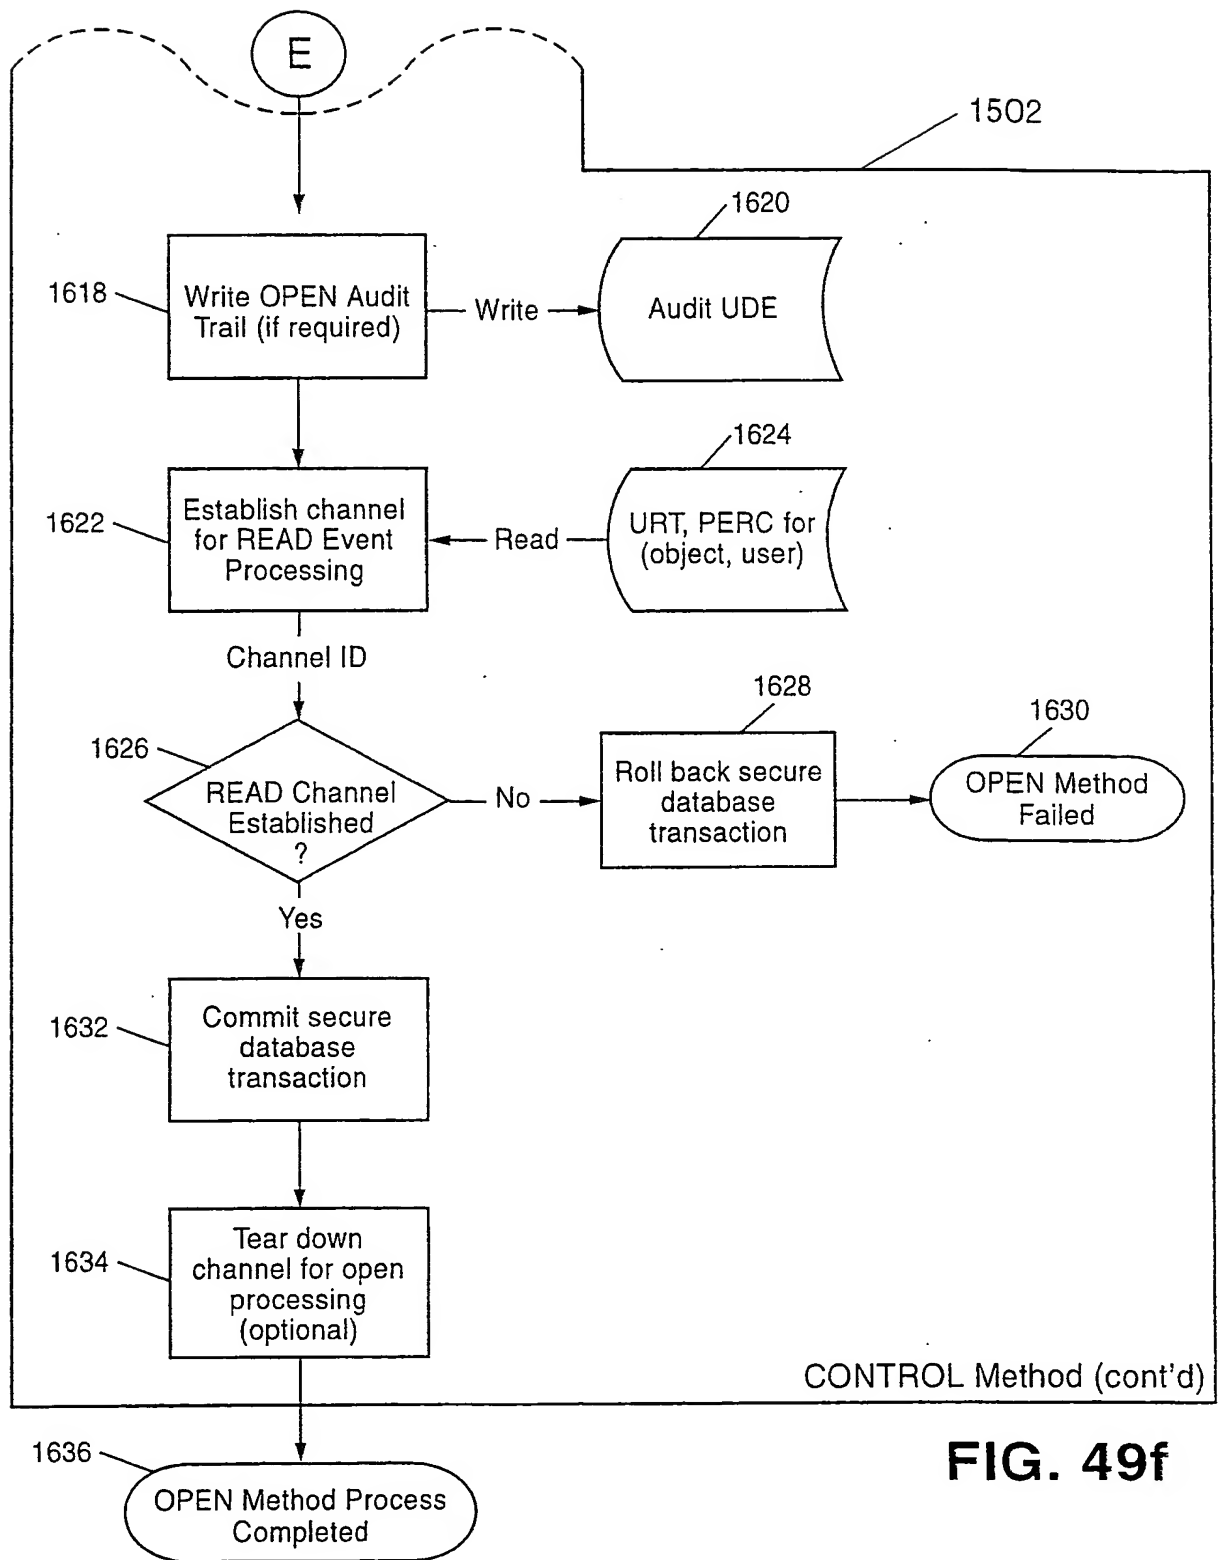 E
1502
1620
1618
Write OPEN Audit
Trail (if required)
Write
Audit UDE
1624
1622
Establish channel
for READ Event
Processing
Read
URT, PERC for
(object, user)
Channel ID
1628
1630
1626
READ Channel
Established
?
No
Roll back secure
database
transaction
OPEN Method
Failed
Yes
1632
Commit secure
database
transaction
1634
Tear down
channel for open
processing
(optional)
CONTROL Method (cont'd)
1636
OPEN Method Process
Completed
FIG. 49f